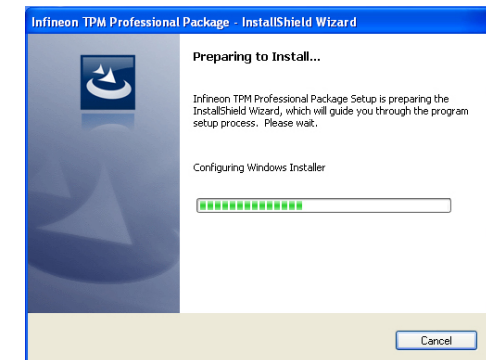 Infineon TPM Professional Package - InstallShield Wizard
Preparing to Install...
Infineon TPM Professional Package Setup is preparing the
InstallShield Wizard, which will guide you through the program
setup process. Please wait.
Configuring Windows Installer
Cancel